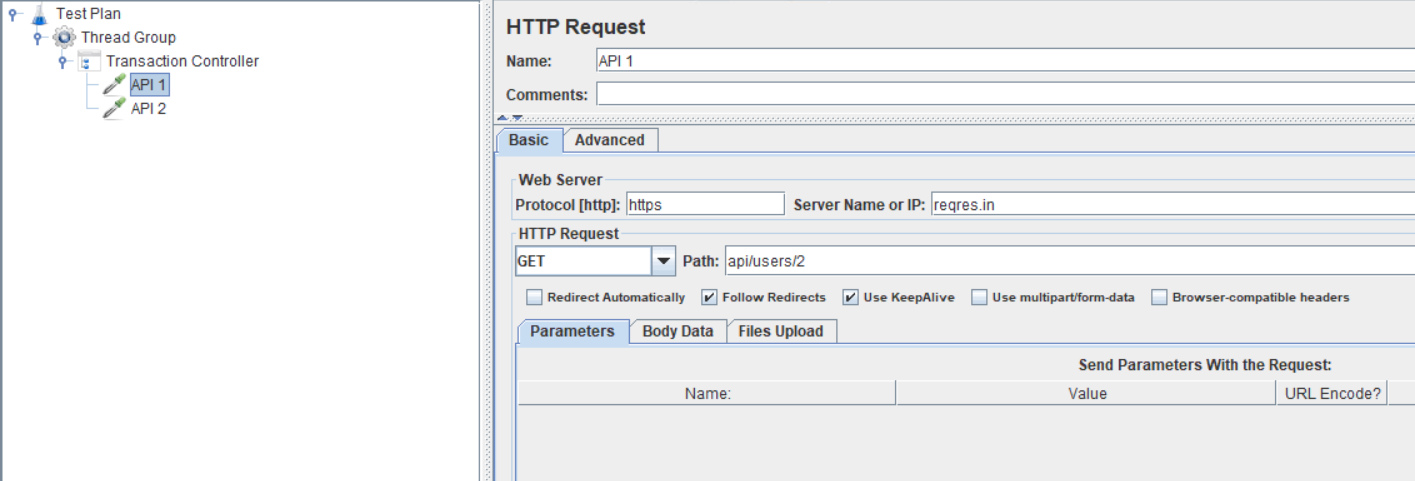 Test Plan
Thread Group
Transaction Controller
API 1
API 2
HTTP Request
Name: API 1
Comments:
Basic Advanced
Web Server
Protocol [http]: https Server Name or IP: reqres.in
HTTP Request
GET Path: api/users/2
Redirect Automatically Follow Redirects Use KeepAlive Use multipart/form-data Browser-compatible headers
Parameters Body Data Files Upload
Send Parameters With the Request:
Name: Value URL Encode?